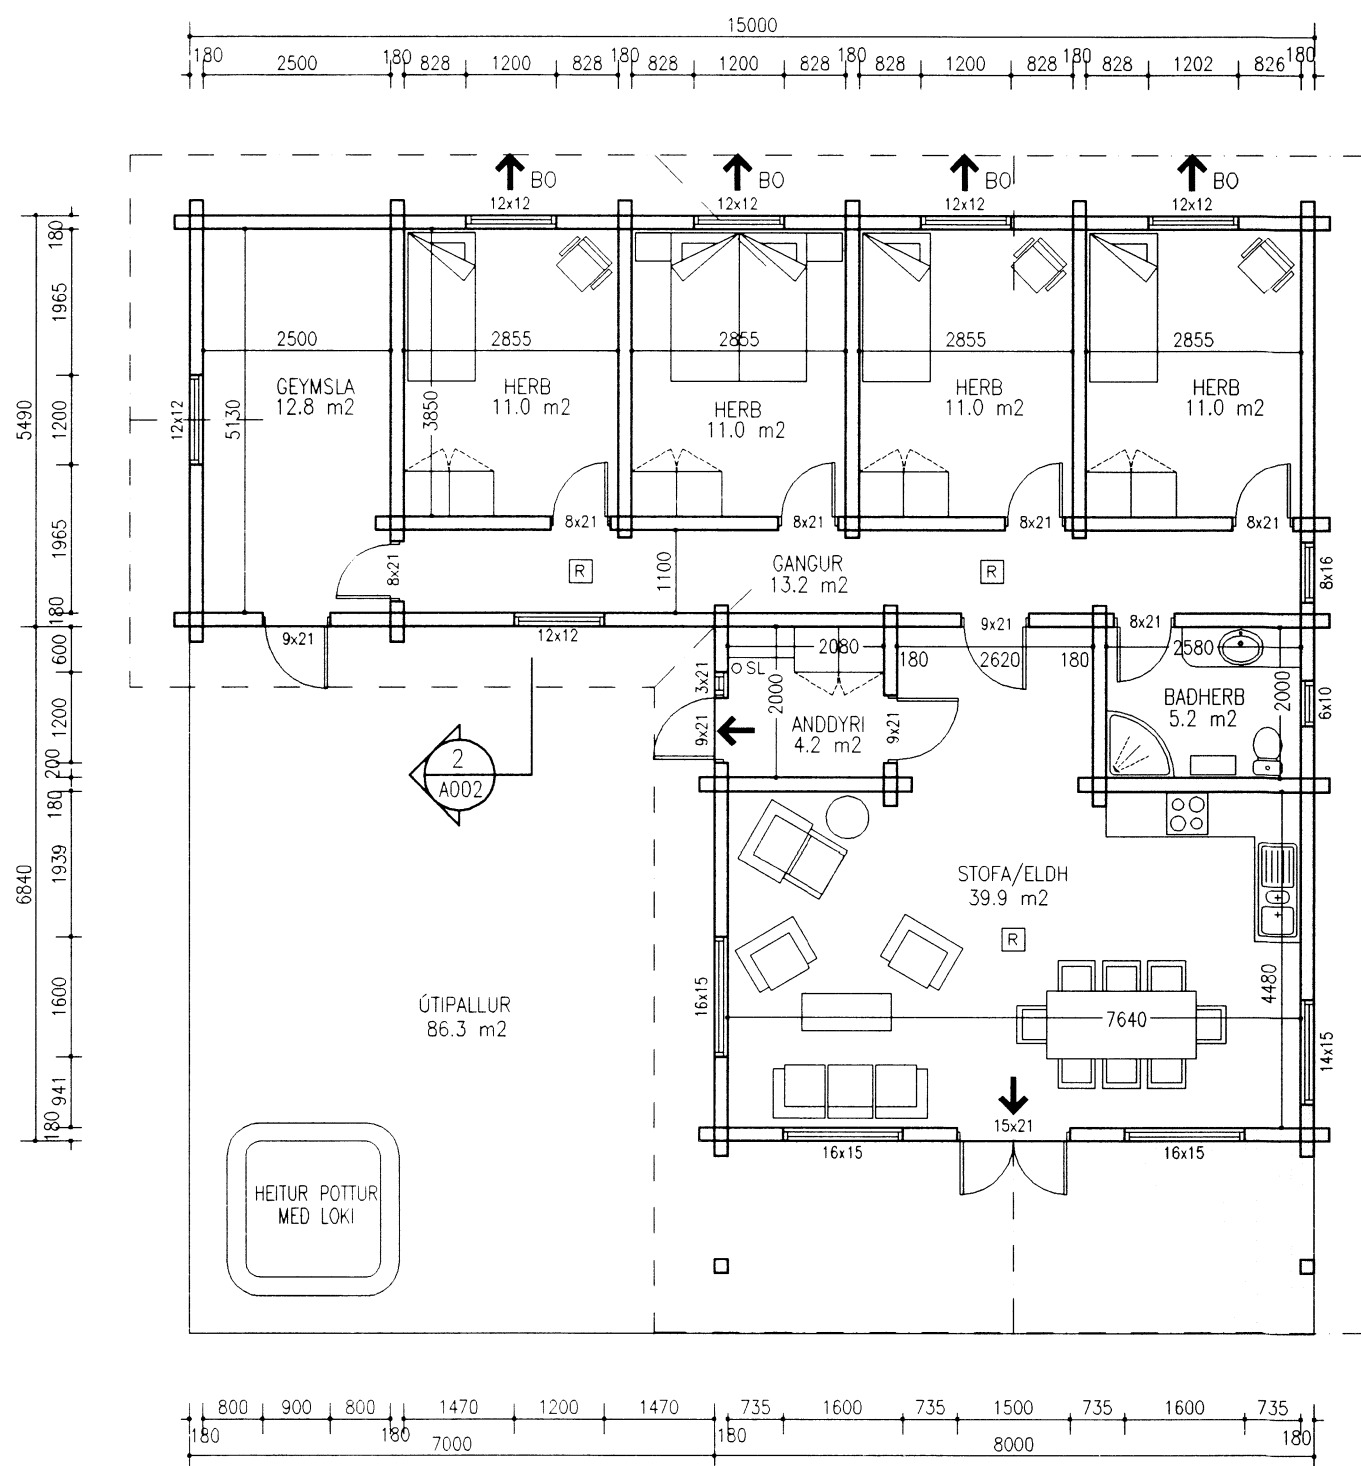 15000
180 2500 180 828 1200 828 180 828 1200 828 180 828 1200 828 180 828 1202 826 180
BO BO BO BO
12x12 12x12 12x12 12x12
5490
180
1965
1200
1965
180
12x12
5130
2500
GEYMSLA
12.8 m2
2855
3850
HERB
11.0 m2
2855
HERB
11.0 m2
2855
HERB
11.0 m2
2855
HERB
11.0 m2
8x21 8x21 8x21 8x21
8x21
R
1100
GANGUR
13.2 m2
R
8x16
9x21
12x12
9x21
8x21
6840
600
1200
200
180
1939
1600
941
180
3x21
SL
2080
180
2620
180
2580
2000
9x21
ANDDYRI
4.2 m2
9x21
BAÐHERB
5.2 m2
2000
6x10
2
A002
STOFA/ELDH
39.9 m2
R
16x15
ÚTIPALLUR
86.3 m2
4480
7640
14x15
15x21
16x15
16x15
HEITUR POTTUR
MEÐ LOKI
800 900 800 1470 1200 1470 735 1600 735 1500 735 1600 735
180 180 180 180
7000 8000